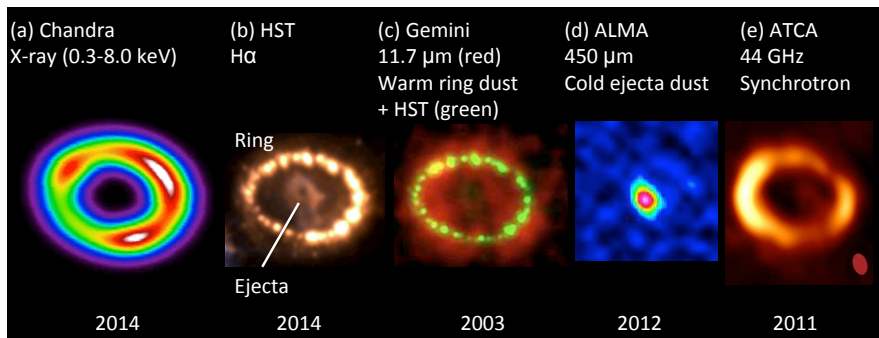 (a) Chandra
X-ray (0.3-8.0 keV)
(b) HST
Hα
(c) Gemini
11.7 μm (red)
Warm ring dust
+ HST (green)
(d) ALMA
450 μm
Cold ejecta dust
(e) ATCA
44 GHz
Synchrotron
Ring
Ejecta
2014
2014
2003
2012
2011